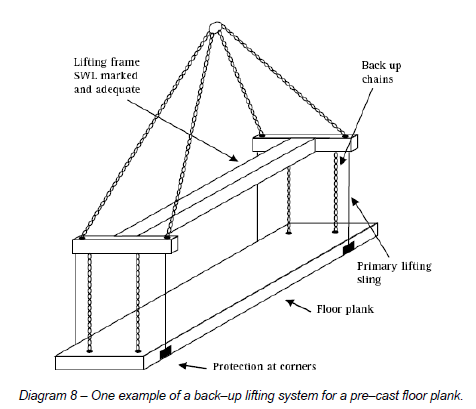 Lifting frame
SWL marked
and adequate
Back up
chains
Primary lifting
sling
Floor plank
Protection at corners
Diagram 8 – One example of a back–up lifting system for a pre–cast floor plank.